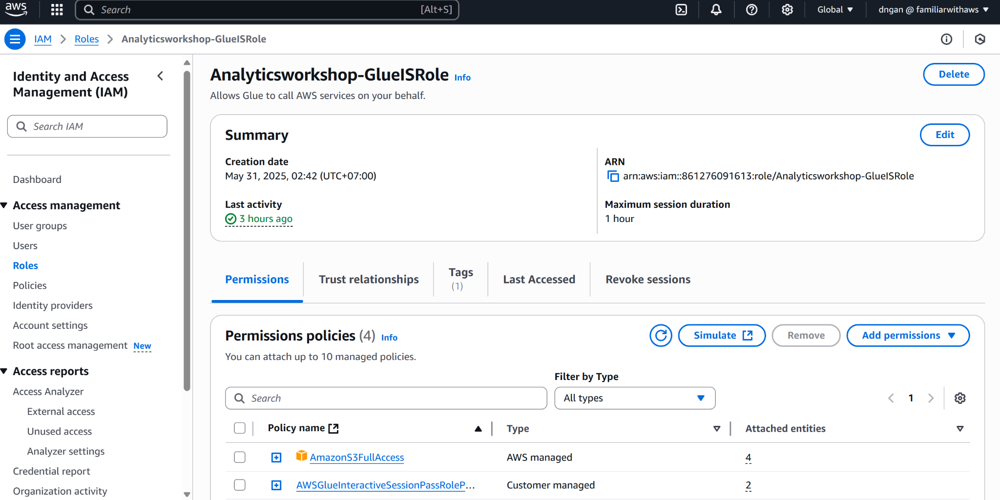 aws
Search
[Alt+S]
Global
dngan @ familiarwithaws
IAM
Roles
Analyticsworkshop-GlueISRole
Identity and Access
Management (IAM)
Search IAM
Dashboard
Access management
User groups
Users
Roles
Policies
Identity providers
Account settings
Root access management New
Access reports
Access Analyzer
External access
Unused access
Analyzer settings
Credential report
Organization activity
Analyticsworkshop-GlueISRole Info
Delete
Allows Glue to call AWS services on your behalf.
Summary
Edit
Creation date
May 31, 2025, 02:42 (UTC+07:00)
Last activity
3 hours ago
ARN
arn:aws:iam::861276091613:role/Analyticsworkshop-GlueISRole
Maximum session duration
1 hour
Permissions
Trust relationships
Tags
(1)
Last Accessed
Revoke sessions
Permissions policies (4) Info
Simulate
Remove
Add permissions
You can attach up to 10 managed policies.
Filter by Type
Search
All types
1
Policy name
Type
Attached entities
AmazonS3FullAccess
AWS managed
4
AWSGlueInteractiveSessionPassRoleP...
Customer managed
2